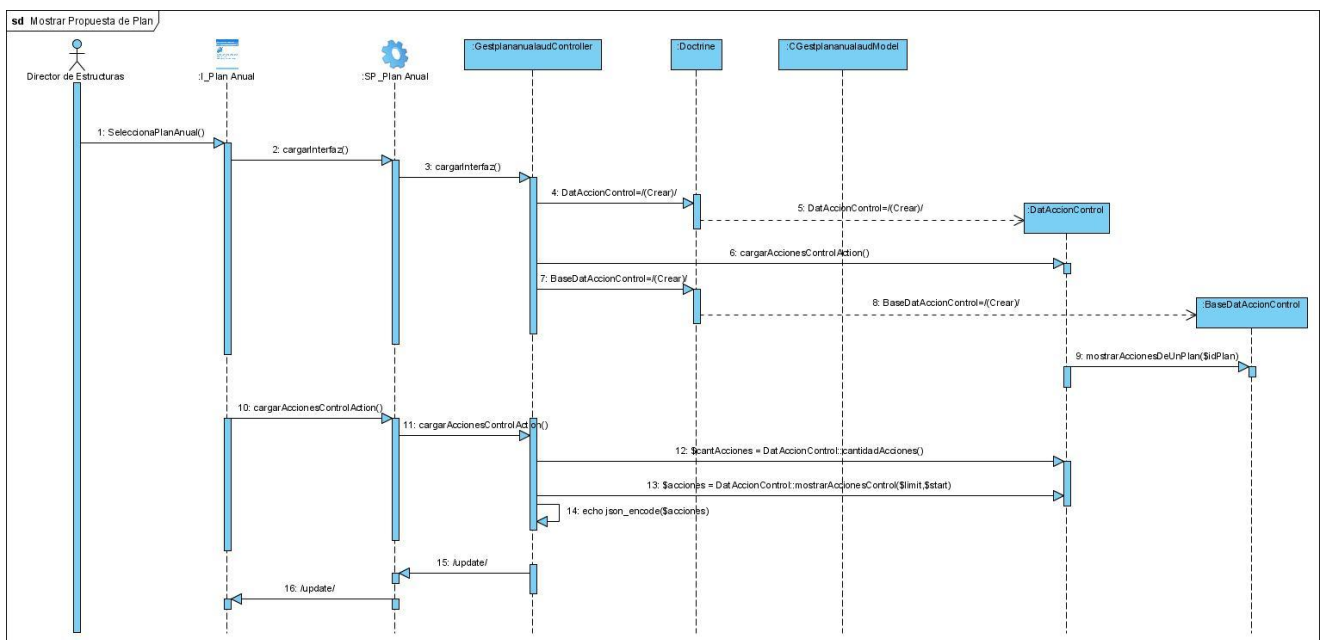 sd Mostrar Propuesta de Plan
:GestplananualaudController
:Doctrine
:CGestplananualaudModel
Director de Estructuras
:I_Plan Anual
:SP_Plan Anual
1: SeleccionaPlanAnual()
2: cargarInterfaz()
3: cargarInterfaz()
4: DatAccionControl=/(Crear)/
5: DatAccionControl=/(Crear)/
:DatAccionControl
6: cargarAccionesControlAction()
7: BaseDatAccionControl=/(Crear)/
8: BaseDatAccionControl=/(Crear)/
:BaseDatAccionControl
9: mostrarAccionesDeUnPlan($idPlan)
10: cargarAccionesControlAction()
11: cargarAccionesControlAction()
12: $cantAcciones = DatAccionControl::cantidadAcciones()
13: $acciones = DatAccionControl::mostrarAccionesControl($limit,$start)
14: echo json_encode($acciones)
15: /update/
16: /update/